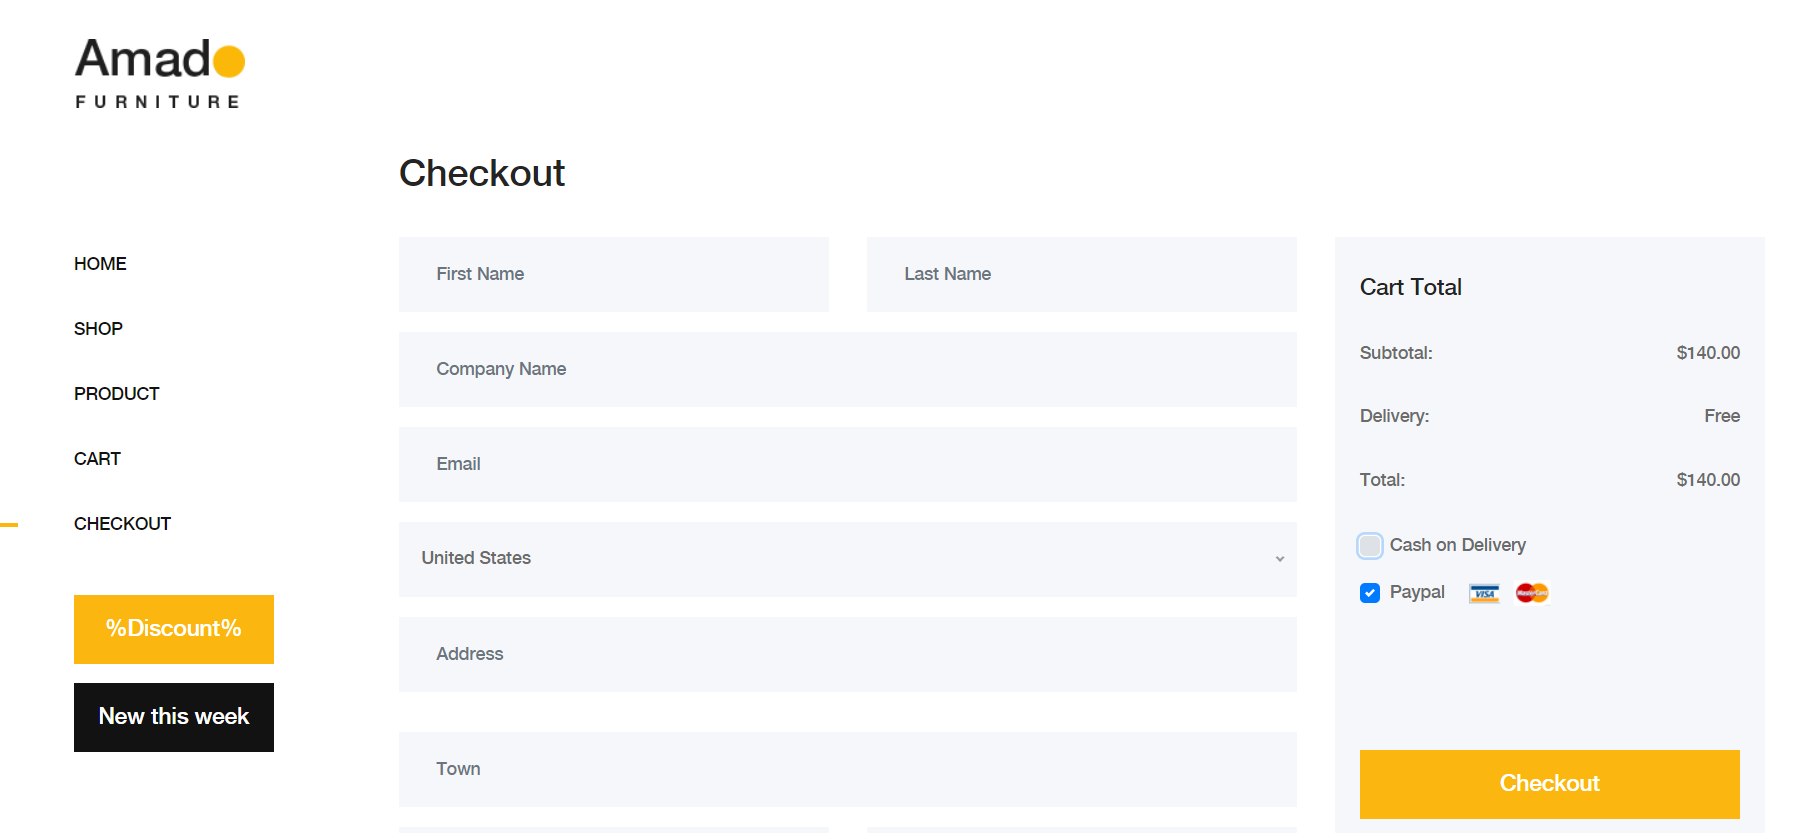 Amado
FURNITURE
Checkout
HOME
SHOP
PRODUCT
CART
CHECKOUT
%Discount%
New this week
First Name
Last Name
Company Name
Email
United States
Address
Town
Cart Total
Subtotal: $140.00
Delivery: Free
Total: $140.00
Cash on Delivery
Paypal VISA MasterCard
Checkout